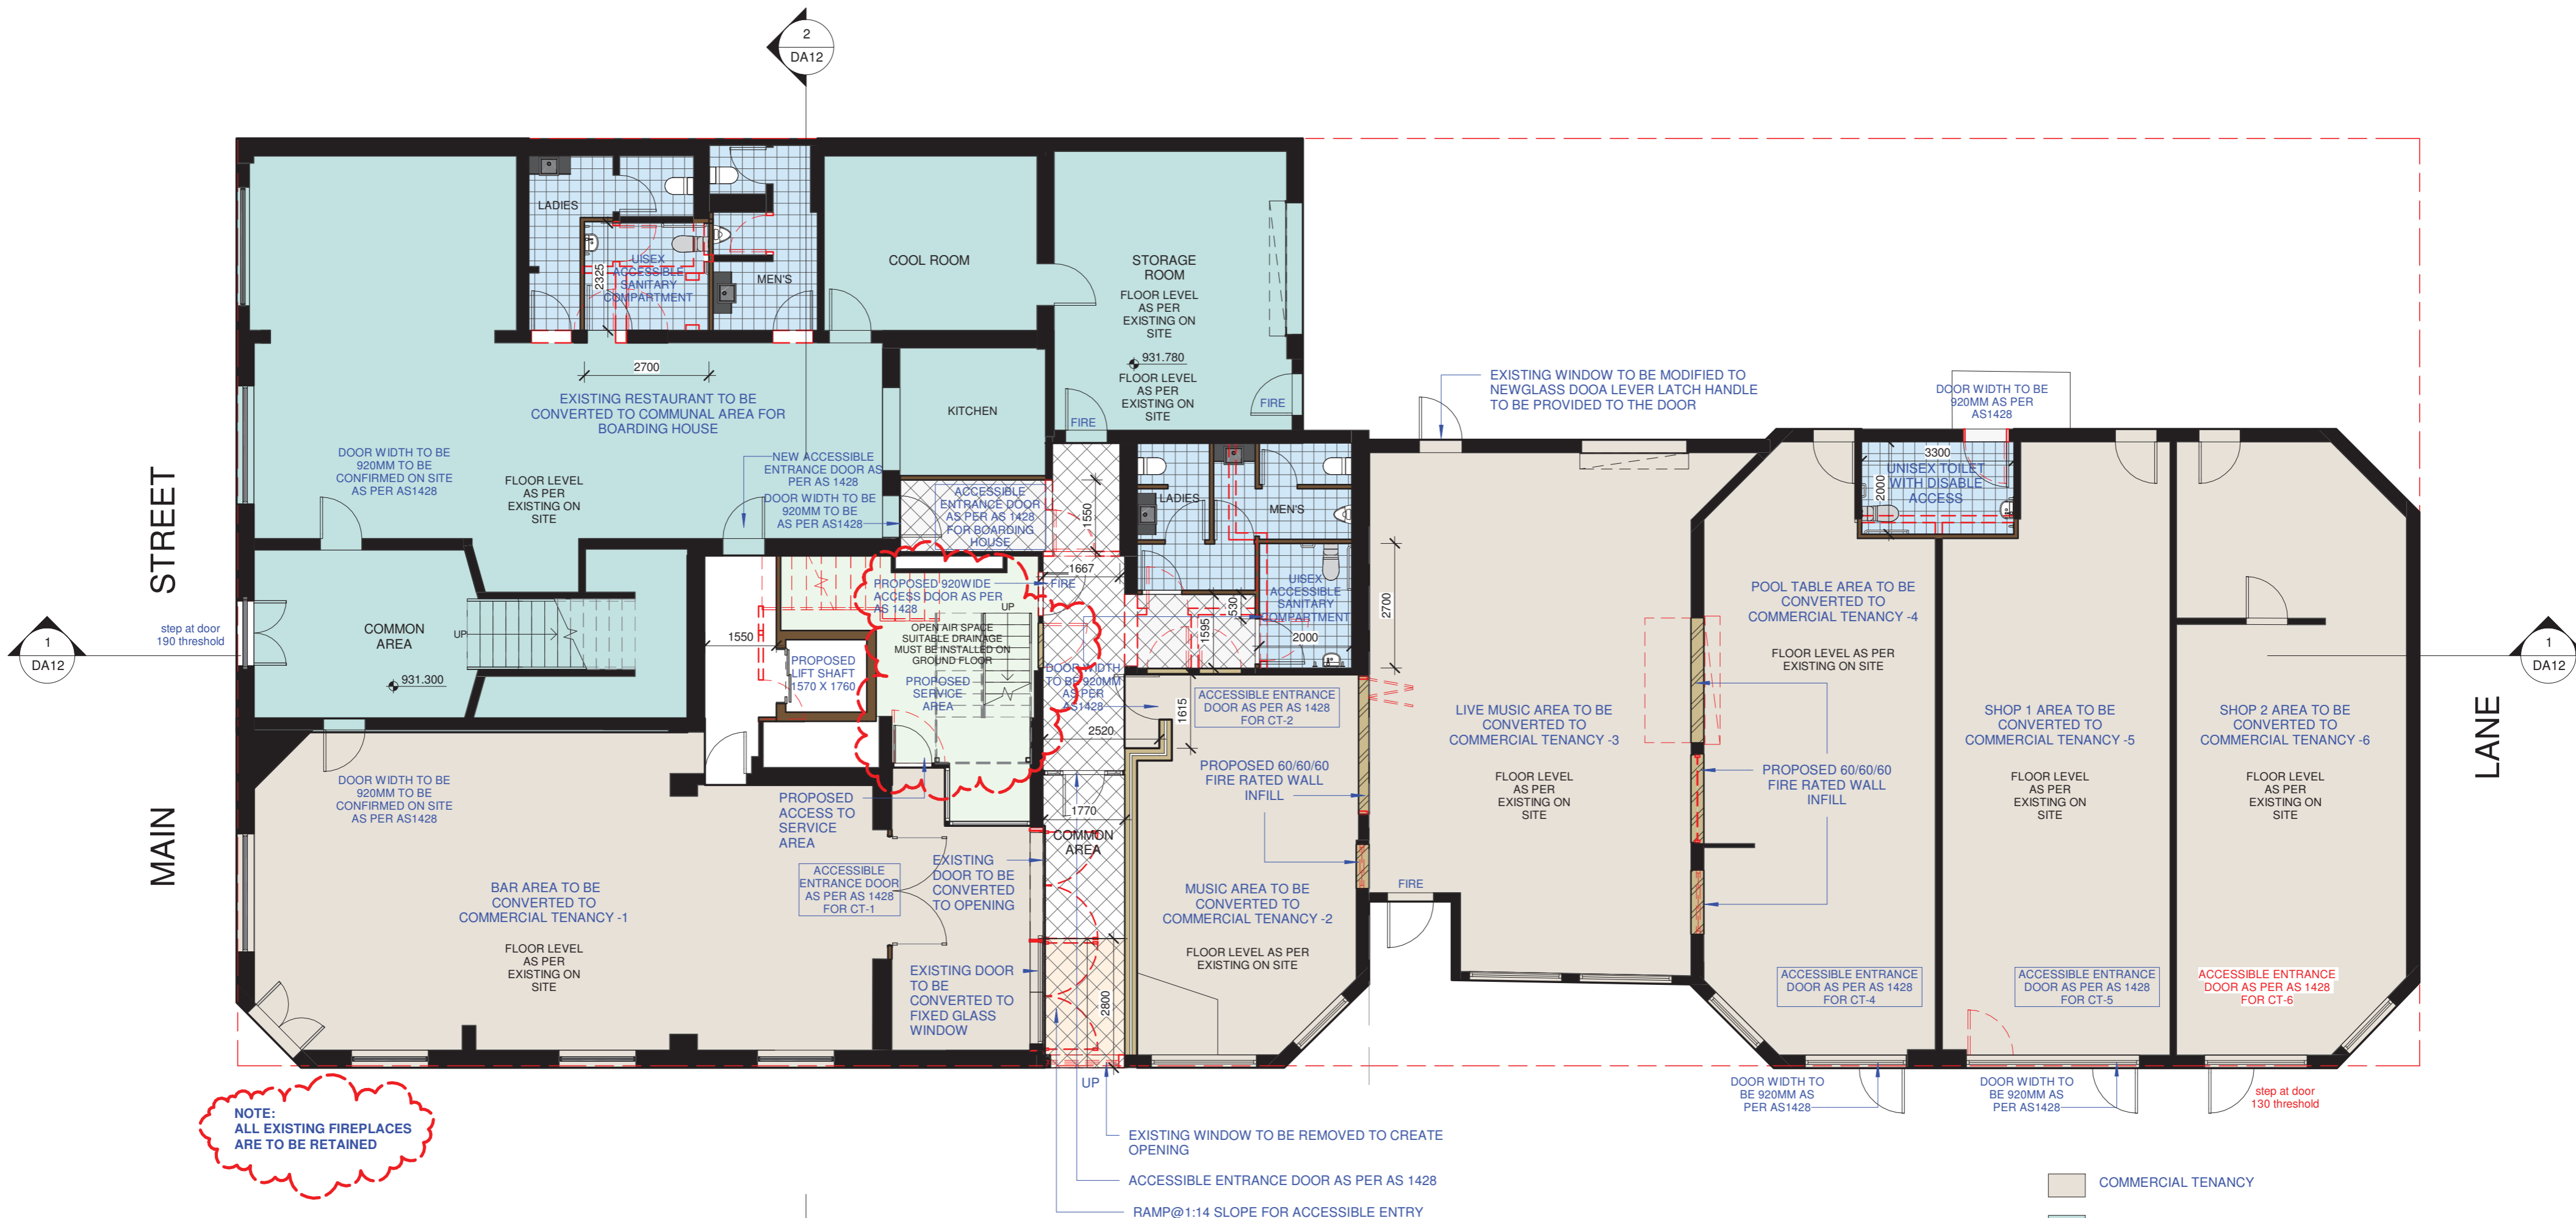 2
DA12
STREET
MAIN
LANE
1
DA12
1
DA12
step at door
190 threshold
LADIES
UISEX
ACCESSIBLE
SANITARY
COMPARTMENT
2325
MEN'S
COOL ROOM
STORAGE
ROOM
FLOOR LEVEL
AS PER
EXISTING ON
SITE
931.780
FLOOR LEVEL
AS PER
EXISTING ON
SITE
FIRE
FIRE
2700
EXISTING RESTAURANT TO BE
CONVERTED TO COMMUNAL AREA FOR
BOARDING HOUSE
KITCHEN
DOOR WIDTH TO BE
920MM TO BE
CONFIRMED ON SITE
AS PER AS1428
FLOOR LEVEL
AS PER
EXISTING ON
SITE
NEW ACCESSIBLE
ENTRANCE DOOR AS
PER AS 1428
DOOR WIDTH TO BE
920MM TO BE
AS PER AS1428
ACCESSIBLE
ENTRANCE DOOR
AS PER AS 1428
FOR BOARDING
HOUSE
1550
1667
COMMON
AREA
UP
931.300
1550
PROPOSED
LIFT SHAFT
1570 X 1760
PROPOSED 920WIDE
ACCESS DOOR AS PER
AS 1428
FIRE
UP
OPEN AIR SPACE
SUITABLE DRAINAGE
MUST BE INSTALLED ON
GROUND FLOOR
PROPOSED
SERVICE
AREA
DOOR WIDTH
TO BE 920MM
AS PER
AS1428
2520
1615
LADIES
MEN'S
UISEX
ACCESSIBLE
SANITARY
COMPARTMENT
530
1595
2000
2700
ACCESSIBLE ENTRANCE
DOOR AS PER AS 1428
FOR CT-2
EXISTING WINDOW TO BE MODIFIED TO
NEWGLASS DOOA LEVER LATCH HANDLE
TO BE PROVIDED TO THE DOOR
DOOR WIDTH TO BE
920MM AS PER
AS1428
3300
2000
UNISEX TOILET
WITH DISABLE
ACCESS
POOL TABLE AREA TO BE
CONVERTED TO
COMMERCIAL TENANCY -4
FLOOR LEVEL AS PER
EXISTING ON SITE
LIVE MUSIC AREA TO BE
CONVERTED TO
COMMERCIAL TENANCY -3
FLOOR LEVEL
AS PER
EXISTING ON
SITE
PROPOSED 60/60/60
FIRE RATED WALL
INFILL
SHOP 1 AREA TO BE
CONVERTED TO
COMMERCIAL TENANCY -5
FLOOR LEVEL
AS PER
EXISTING ON
SITE
SHOP 2 AREA TO BE
CONVERTED TO
COMMERCIAL TENANCY -6
FLOOR LEVEL
AS PER
EXISTING ON
SITE
DOOR WIDTH TO BE
920MM TO BE
CONFIRMED ON SITE
AS PER AS1428
PROPOSED
ACCESS TO
SERVICE
AREA
1770
COMMON
AREA
PROPOSED 60/60/60
FIRE RATED WALL
INFILL
BAR AREA TO BE
CONVERTED TO
COMMERCIAL TENANCY -1
FLOOR LEVEL
AS PER
EXISTING ON
SITE
ACCESSIBLE
ENTRANCE DOOR
AS PER AS 1428
FOR CT-1
EXISTING
DOOR TO BE
CONVERTED
TO OPENING
EXISTING DOOR
TO BE
CONVERTED TO
FIXED GLASS
WINDOW
2800
MUSIC AREA TO BE
CONVERTED TO
COMMERCIAL TENANCY -2
FLOOR LEVEL AS PER
EXISTING ON SITE
FIRE
ACCESSIBLE ENTRANCE
DOOR AS PER AS 1428
FOR CT-4
ACCESSIBLE ENTRANCE
DOOR AS PER AS 1428
FOR CT-5
ACCESSIBLE ENTRANCE
DOOR AS PER AS 1428
FOR CT-6
UP
DOOR WIDTH TO
BE 920MM AS
PER AS1428
DOOR WIDTH TO
BE 920MM AS
PER AS1428
step at door
130 threshold
NOTE:
ALL EXISTING FIREPLACES
ARE TO BE RETAINED
EXISTING WINDOW TO BE REMOVED TO CREATE
OPENING
ACCESSIBLE ENTRANCE DOOR AS PER AS 1428
RAMP@1:14 SLOPE FOR ACCESSIBLE ENTRY
COMMERCIAL TENANCY